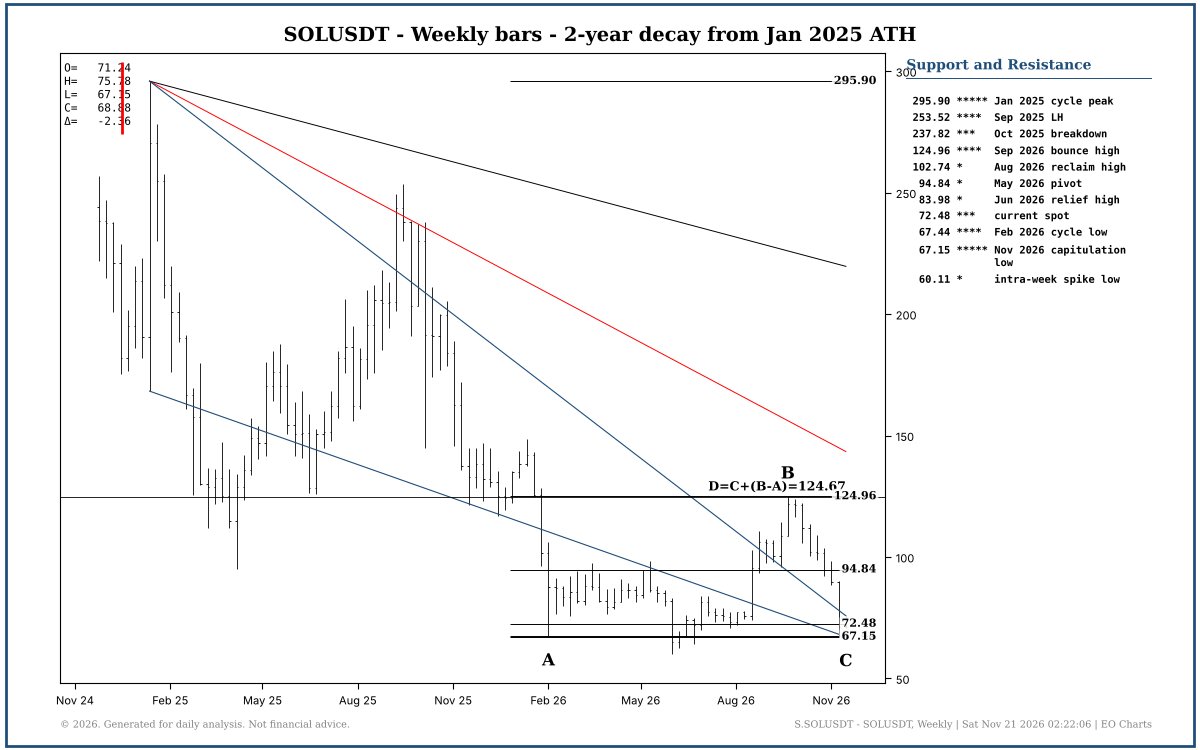 SOLUSDT - Weekly bars - 2-year decay from Jan 2025 ATH
O= 71.24
H= 75.78
L= 67.15
C= 68.88
Δ= -2.36
Support and Resistance
295.90 ***** Jan 2025 cycle peak
253.52 **** Sep 2025 LH
237.82 *** Oct 2025 breakdown
124.96 **** Sep 2026 bounce high
102.74 * Aug 2026 reclaim high
94.84 * May 2026 pivot
83.98 * Jun 2026 relief high
72.48 *** current spot
67.44 **** Feb 2026 cycle low
67.15 ***** Nov 2026 capitulation
low
60.11 * intra-week spike low
295.90
B
D=C+(B-A)=124.67
124.96
94.84
72.48
67.15
A
C
300
250
200
150
100
50
Nov 24 Feb 25 May 25 Aug 25 Nov 25 Feb 26 May 26 Aug 26 Nov 26
© 2026. Generated for daily analysis. Not financial advice.
S.SOLUSDT - SOLUSDT, Weekly | Sat Nov 21 2026 02:22:06 | EO Charts